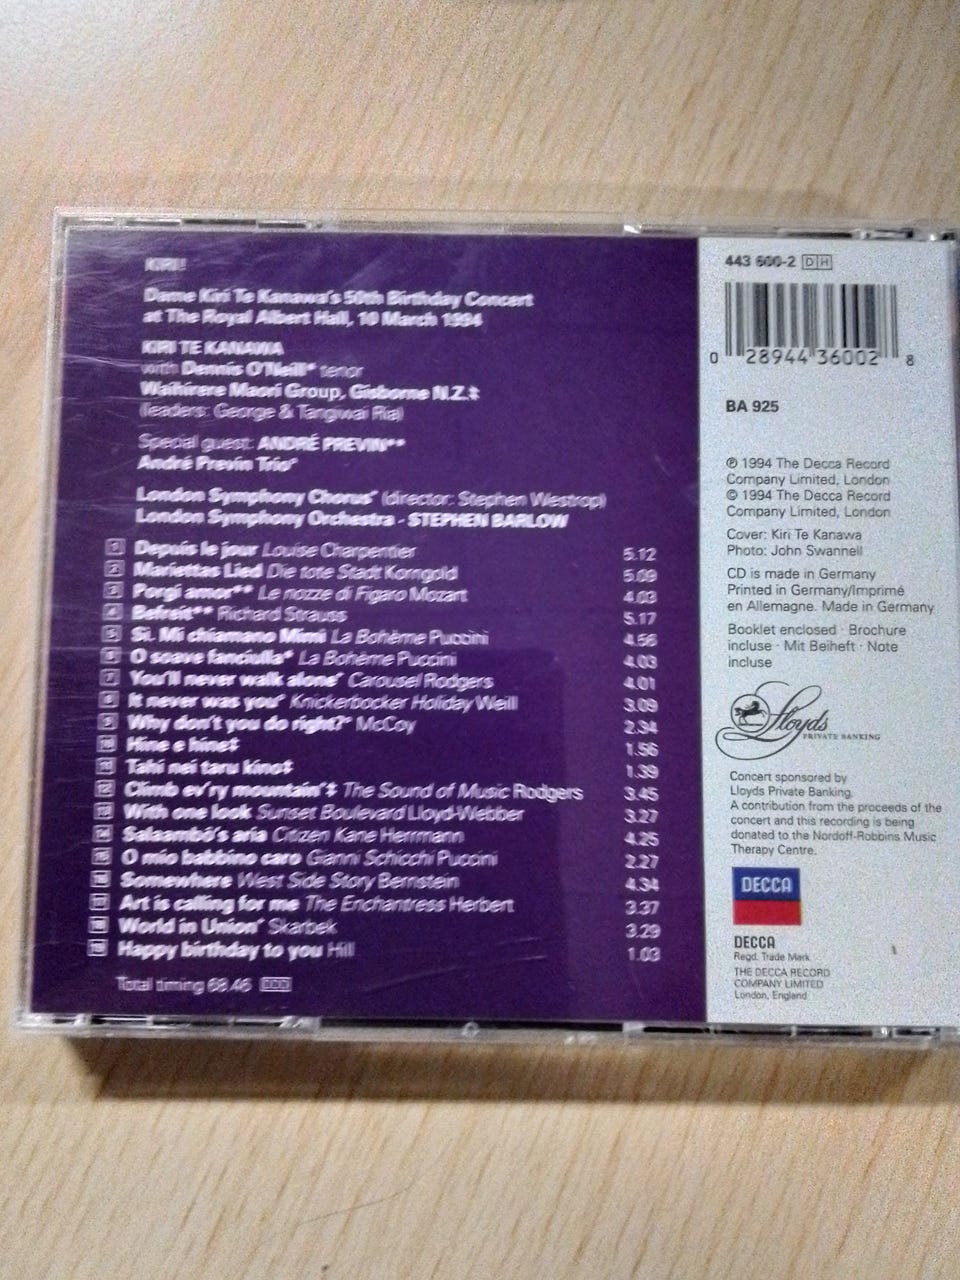 KIRI!
Dame Kiri Te Kanawa's 50th Birthday Concert
at The Royal Albert Hall, 10 March 1994
KIRI TE KANAWA
with Dennis O'Neill* tenor
Waihirere Maori Group, Gisborne N.Z.‡
(leaders: George & Tangiwai Ria)
Special guest: ANDRÉ PREVIN**
André Previn Trio°
London Symphony Chorus† (director: Stephen Westrop)
London Symphony Orchestra - STEPHEN BARLOW
1 Depuis le jour Louise Charpentier 5.12
2 Mariettas Lied Die tote Stadt Korngold 5.09
3 Porgi amor** Le nozze di Figaro Mozart 4.03
4 Befreit** Richard Strauss 5.17
5 Sì. Mi chiamano Mimì La Bohème Puccini 4.56
6 O soave fanciulla* La Bohème Puccini 4.03
7 You'll never walk alone† Carousel Rodgers 4.01
8 It never was you° Knickerbocker Holiday Weill 3.09
9 Why don't you do right?° McCoy 2.34
10 Hine e hine‡ 1.56
11 Tahi nei taru kino‡ 1.39
12 Climb ev'ry mountain†‡ The Sound of Music Rodgers 3.45
13 With one look Sunset Boulevard Lloyd-Webber 3.27
14 Salaambô's aria Citizen Kane Herrmann 4.25
15 O mio babbino caro Gianni Schicchi Puccini 2.27
16 Somewhere West Side Story Bernstein 4.34
17 Art is calling for me The Enchantress Herbert 3.37
18 World in Union† Skarbek 3.29
19 Happy birthday to you Hill 1.03
Total timing 68.46 DDD
443 600-2 DH
0 28944 36002 8
BA 925
℗ 1994 The Decca Record
Company Limited, London
© 1994 The Decca Record
Company Limited, London
Cover: Kiri Te Kanawa
Photo: John Swannell
CD is made in Germany
Printed in Germany/Imprimé
en Allemagne. Made in Germany
Booklet enclosed · Brochure
incluse · Mit Beiheft · Note
incluse
Lloyds
PRIVATE BANKING
Concert sponsored by
Lloyds Private Banking.
A contribution from the proceeds of the
concert and this recording is being
donated to the Nordoff-Robbins Music
Therapy Centre.
DECCA
DECCA
Regd. Trade Mark
THE DECCA RECORD
COMPANY LIMITED
London, England